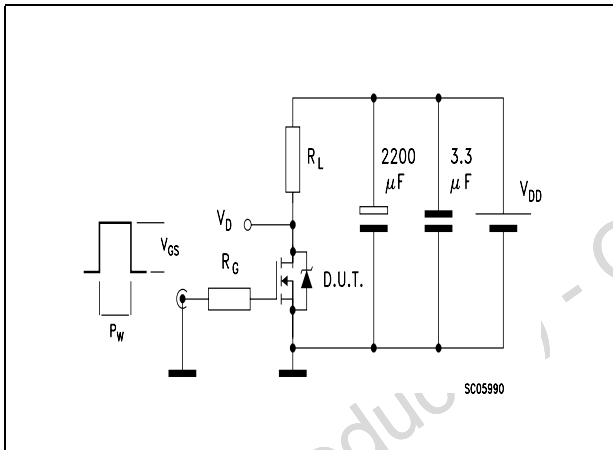 R_L
2200
µF
3.3
µF
V_DD
V_D
V_GS
R_G
D.U.T.
P_W
SC05990